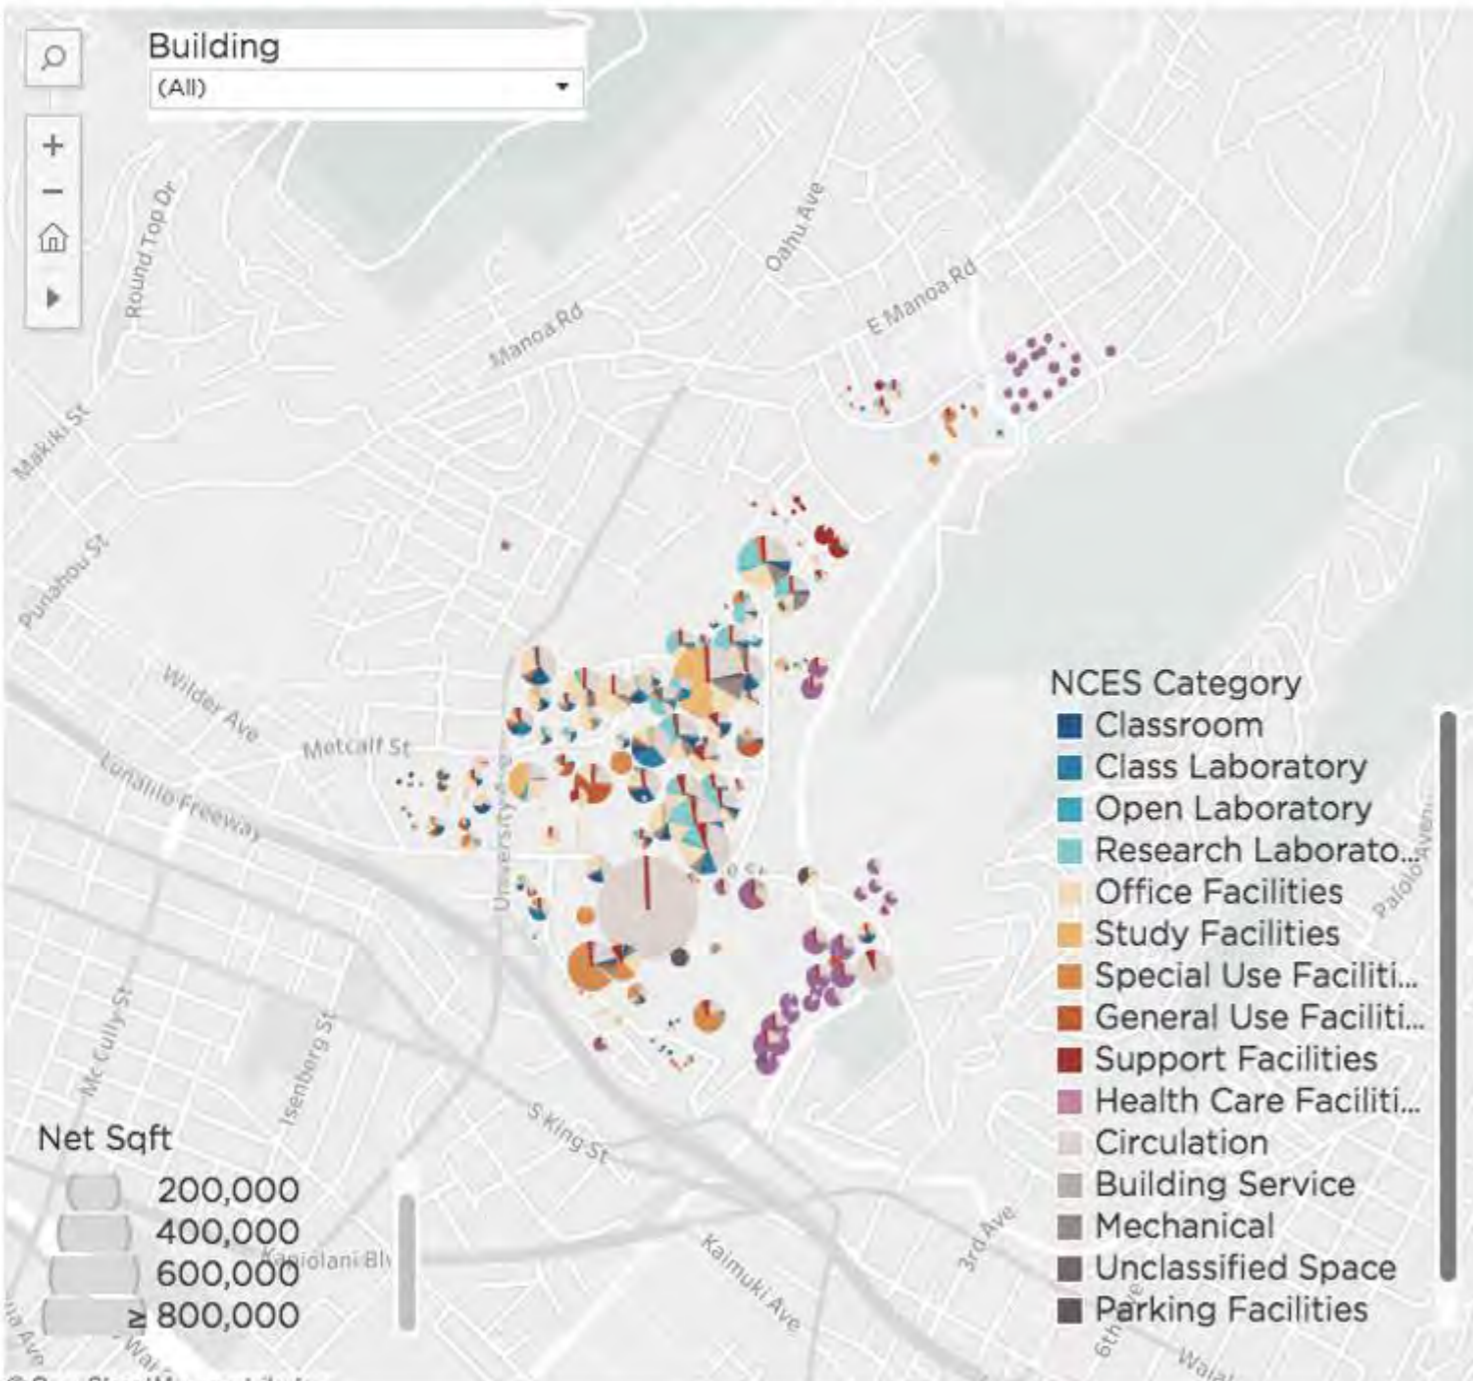 Building
(All)
Round Top Dr
Oahu Ave
E Manoa Rd
Manoa Rd
Makiki St
Punahou St
Wilder Ave
Metcalf St
Lunalilo Freeway
University Ave
McCully St
Isenberg St
S King St
Kaimuki Ave
3rd Ave
6th
Palolo Aven
NCES Category
Classroom
Class Laboratory
Open Laboratory
Research Laborato...
Office Facilities
Study Facilities
Special Use Faciliti...
General Use Faciliti...
Support Facilities
Health Care Faciliti...
Circulation
Building Service
Mechanical
Unclassified Space
Parking Facilities
Net Sqft
200,000
400,000
600,000
≥ 800,000